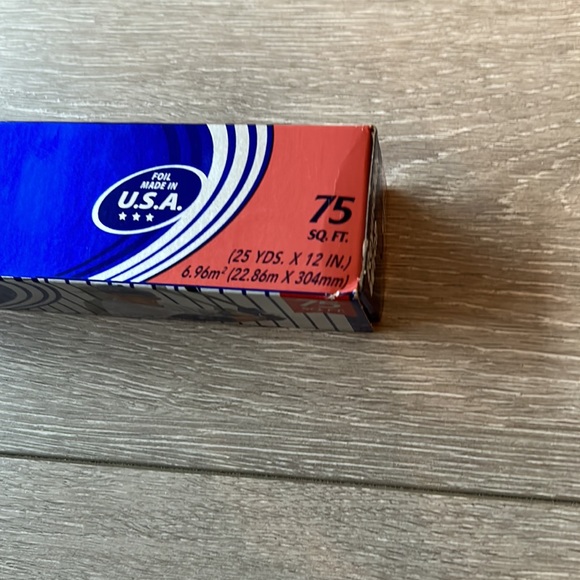 FOIL
MADE IN
U.S.A.
75
SQ. FT.
(25 YDS. X 12 IN.)
6.96m² (22.86m X 304mm)